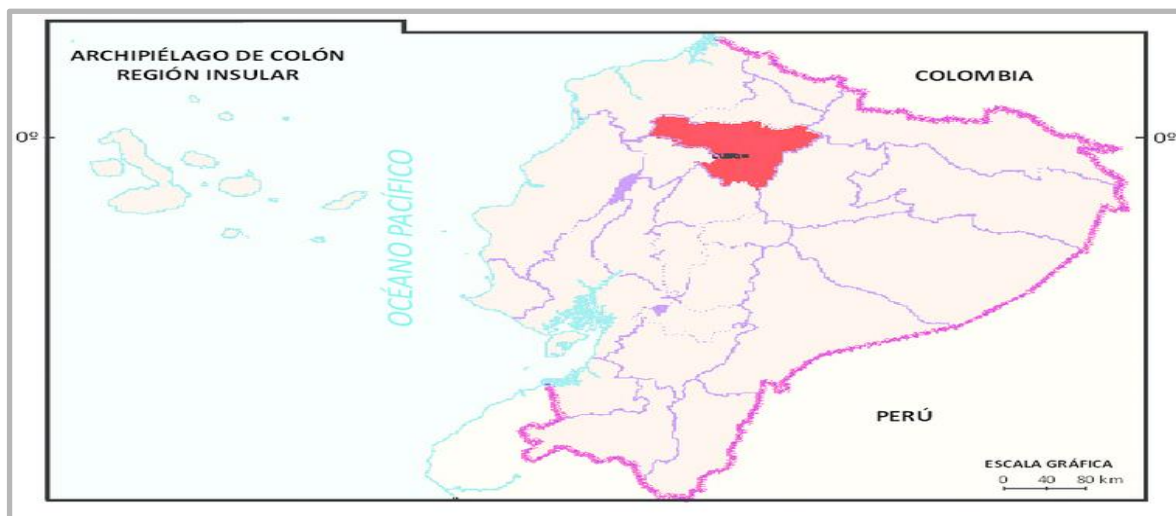 ARCHIPIÉLAGO DE COLÓN
REGIÓN INSULAR
COLOMBIA
0º
0º
OCÉANO PACÍFICO
PERÚ
ESCALA GRÁFICA
0 40 80 km